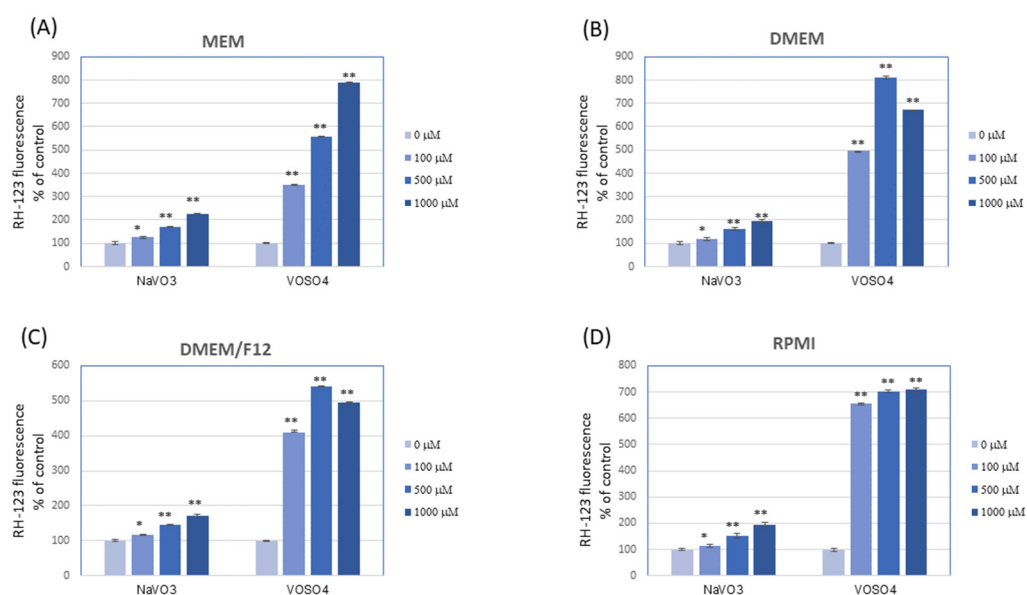 (A)
MEM
RH-123 fluorescence
% of control
900
800
700
600
500
400
300
200
100
0
*
**
**
**
**
**
NaVO3
VOSO4
0 µM
100 µM
500 µM
1000 µM
(B)
DMEM
RH-123 fluorescence
% of control
900
800
700
600
500
400
300
200
100
0
*
**
**
**
**
**
NaVO3
VOSO4
0 µM
100 µM
500 µM
1000 µM
(C)
DMEM/F12
RH-123 fluorescence
% of control
600
500
400
300
200
100
0
*
**
**
**
**
**
NaVO3
VOSO4
0 µM
100 µM
500 µM
1000 µM
(D)
RPMI
RH-123 fluorescence
% of control
800
700
600
500
400
300
200
100
0
*
**
**
**
**
**
NaVO3
VOSO4
0 µM
100 µM
500 µM
1000 µM